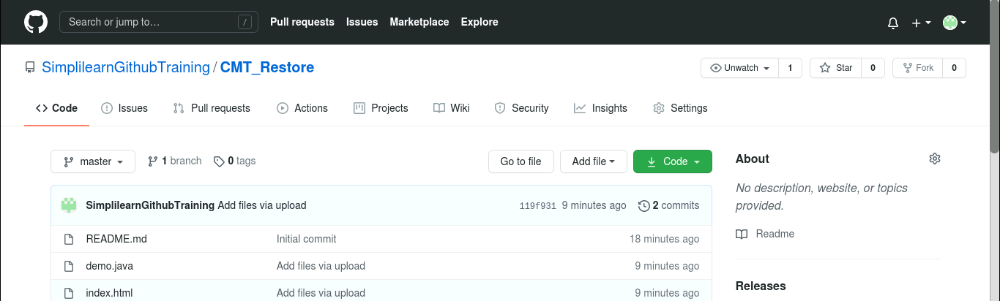 Search or jump to… / Pull requests Issues Marketplace Explore
SimplilearnGithubTraining / CMT_Restore Unwatch 1 Star 0 Fork 0
Code Issues Pull requests Actions Projects Wiki Security Insights Settings
master 1 branch 0 tags Go to file Add file Code
About
No description, website, or topics
provided.
Readme
Releases
SimplilearnGithubTraining Add files via upload 119f931 9 minutes ago 2 commits
README.md Initial commit 18 minutes ago
demo.java Add files via upload 9 minutes ago
index.html Add files via upload 9 minutes ago